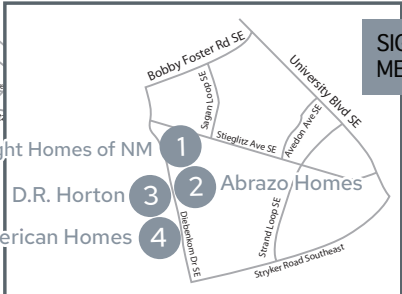 Bobby Foster Rd SE
University Blvd SE
SIG
ME
Sagan Loop SE
Stieglitz Ave SE
Avedon Ave SE
ght Homes of NM 1
2 Abrazo Homes
D.R. Horton 3
erican Homes 4
Diebenkorn Dr SE
Strand Loop SE
Stryker Road Southeast